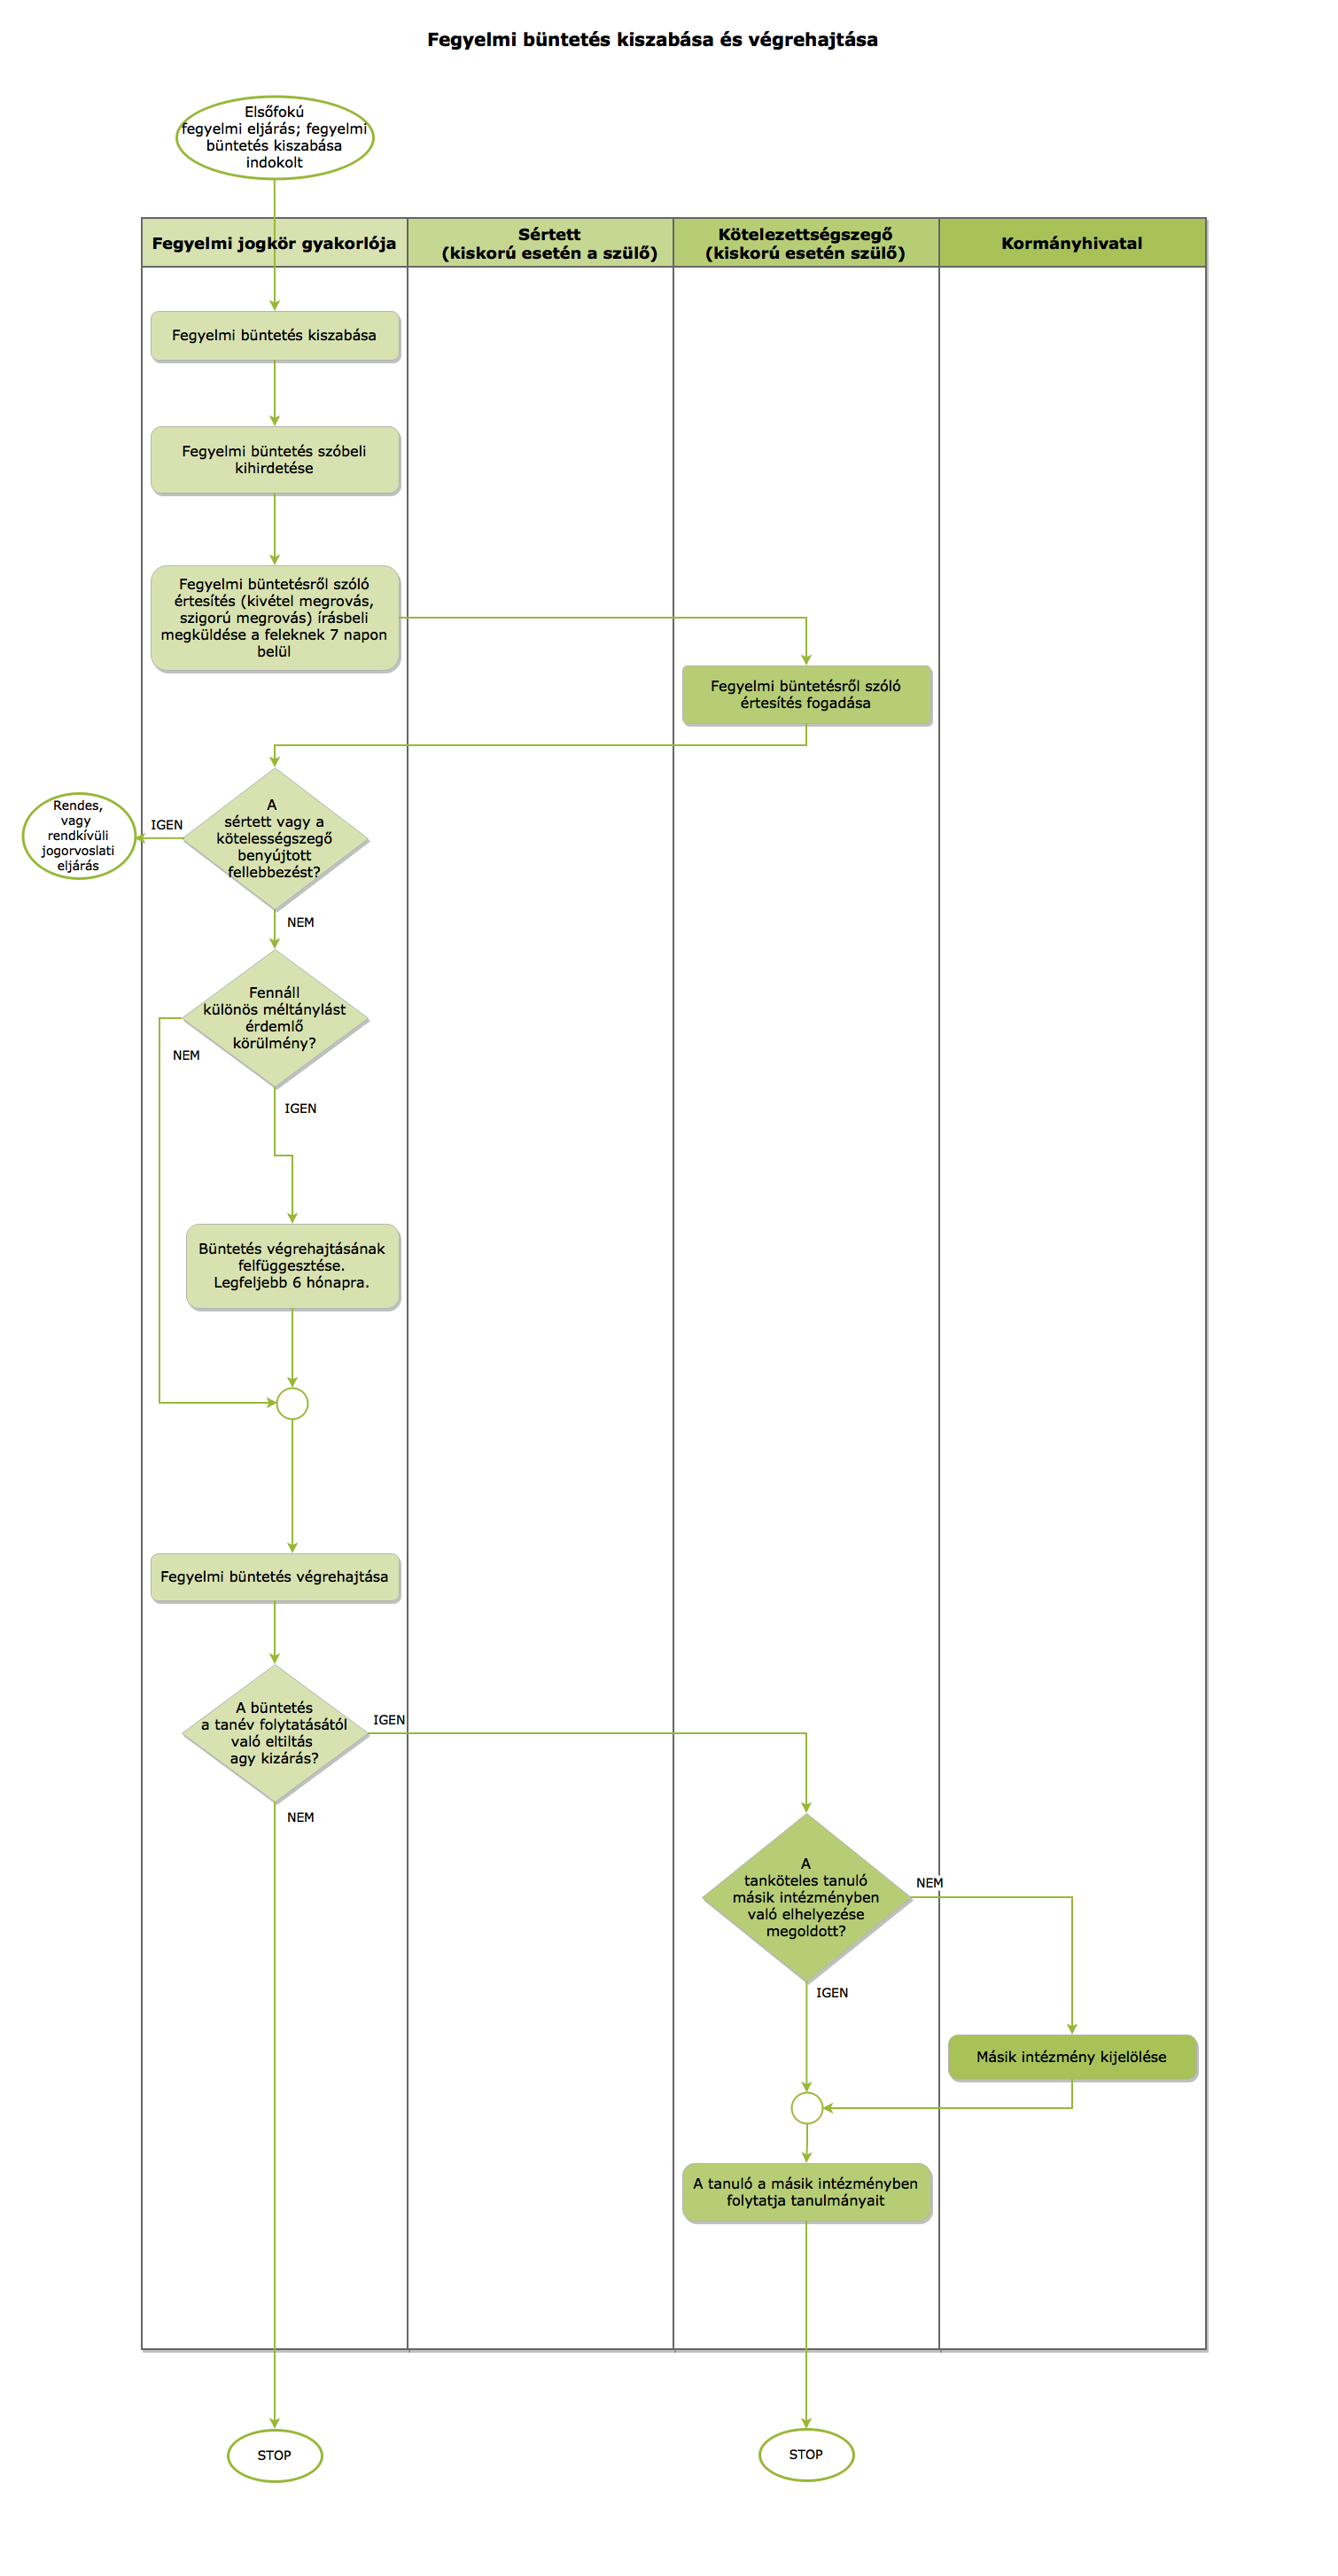 Fegyelmi büntetés kiszabása és végrehajtása
Elsőfokú
fegyelmi eljárás; fegyelmi
büntetés kiszabása
indokolt
Fegyelmi jogkör gyakorlója
Sértett
(kiskorú esetén a szülő)
Kötelezettségszegő
(kiskorú esetén szülő)
Kormányhivatal
Fegyelmi büntetés kiszabása
Fegyelmi büntetés szóbeli
kihirdetése
Fegyelmi büntetésről szóló
értesítés (kivétel megrovás,
szigorú megrovás) írásbeli
megküldése a feleknek 7 napon
belül
Fegyelmi büntetésről szóló
értesítés fogadása
A
sértett vagy a
kötelességszegő
benyújtott
fellebbezést?
IGEN
Rendes,
vagy
rendkívüli
jogorvoslati
eljárás
NEM
Fennáll
különös méltánylást
érdemlő
körülmény?
NEM
IGEN
Büntetés végrehajtásának
felfüggesztése.
Legfeljebb 6 hónapra.
Fegyelmi büntetés végrehajtása
A büntetés
a tanév folytatásától
való eltiltás
agy kizárás?
IGEN
NEM
A
tanköteles tanuló
másik intézményben
való elhelyezése
megoldott?
NEM
IGEN
Másik intézmény kijelölése
A tanuló a másik intézményben
folytatja tanulmányait
STOP
STOP